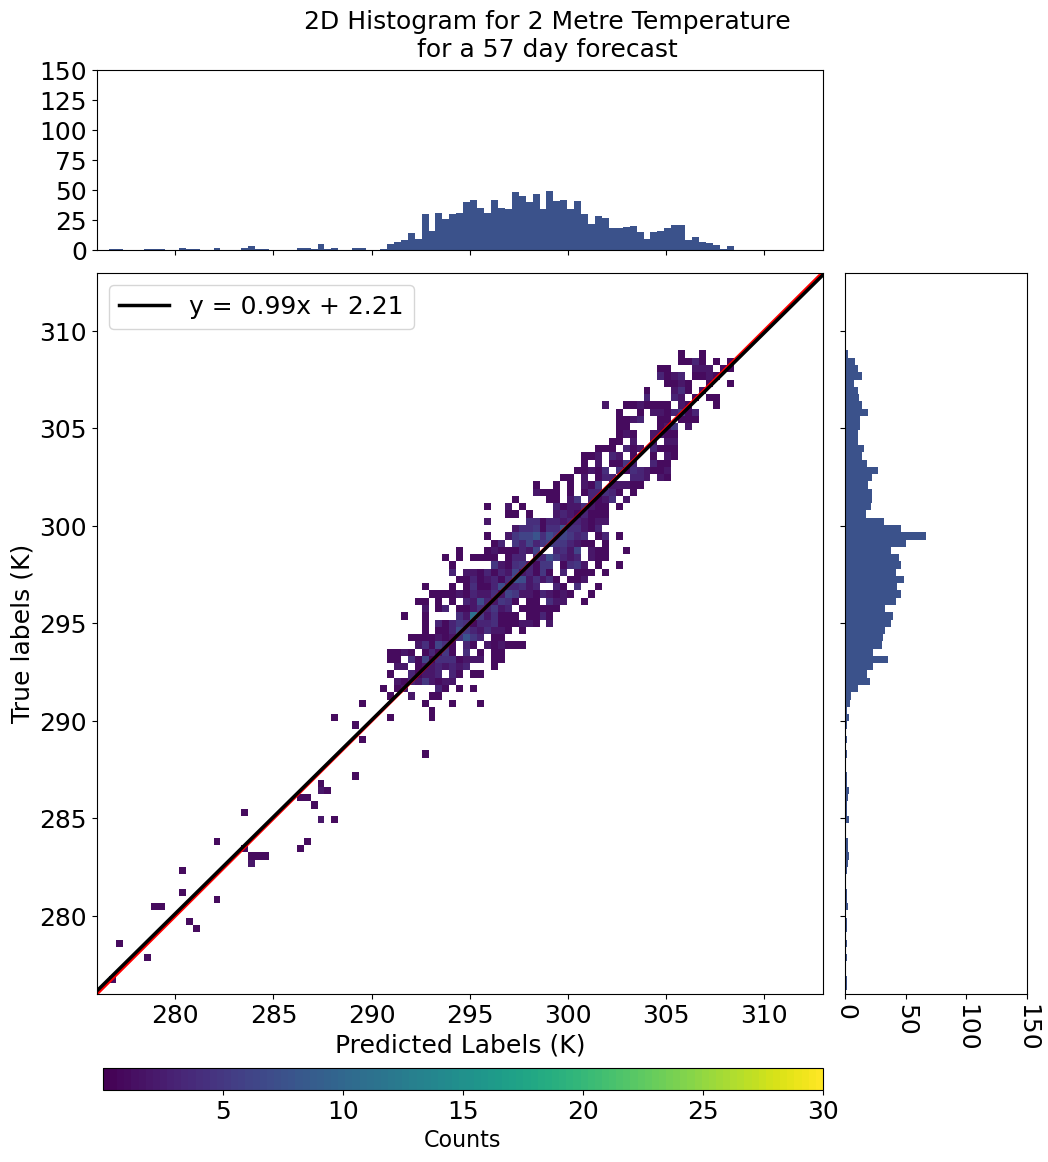 2D Histogram for 2 Metre Temperature
for a 57 day forecast
150
125
100
75
50
25
0
y = 0.99x + 2.21
310
305
300
295
290
285
280
True labels (K)
280 285 290 295 300 305 310
Predicted Labels (K)
0 50 100 150
5 10 15 20 25 30
Counts